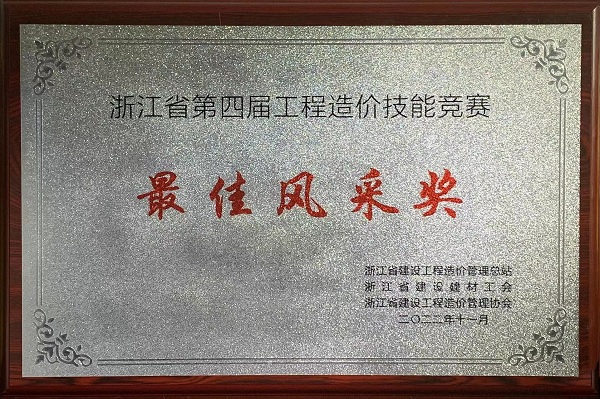 浙江省第四届工程造价技能竞赛
最佳风采奖
浙江省建设工程造价管理总站
浙江省建设建材工会
浙江省建设工程造价管理协会
二〇二二年十一月